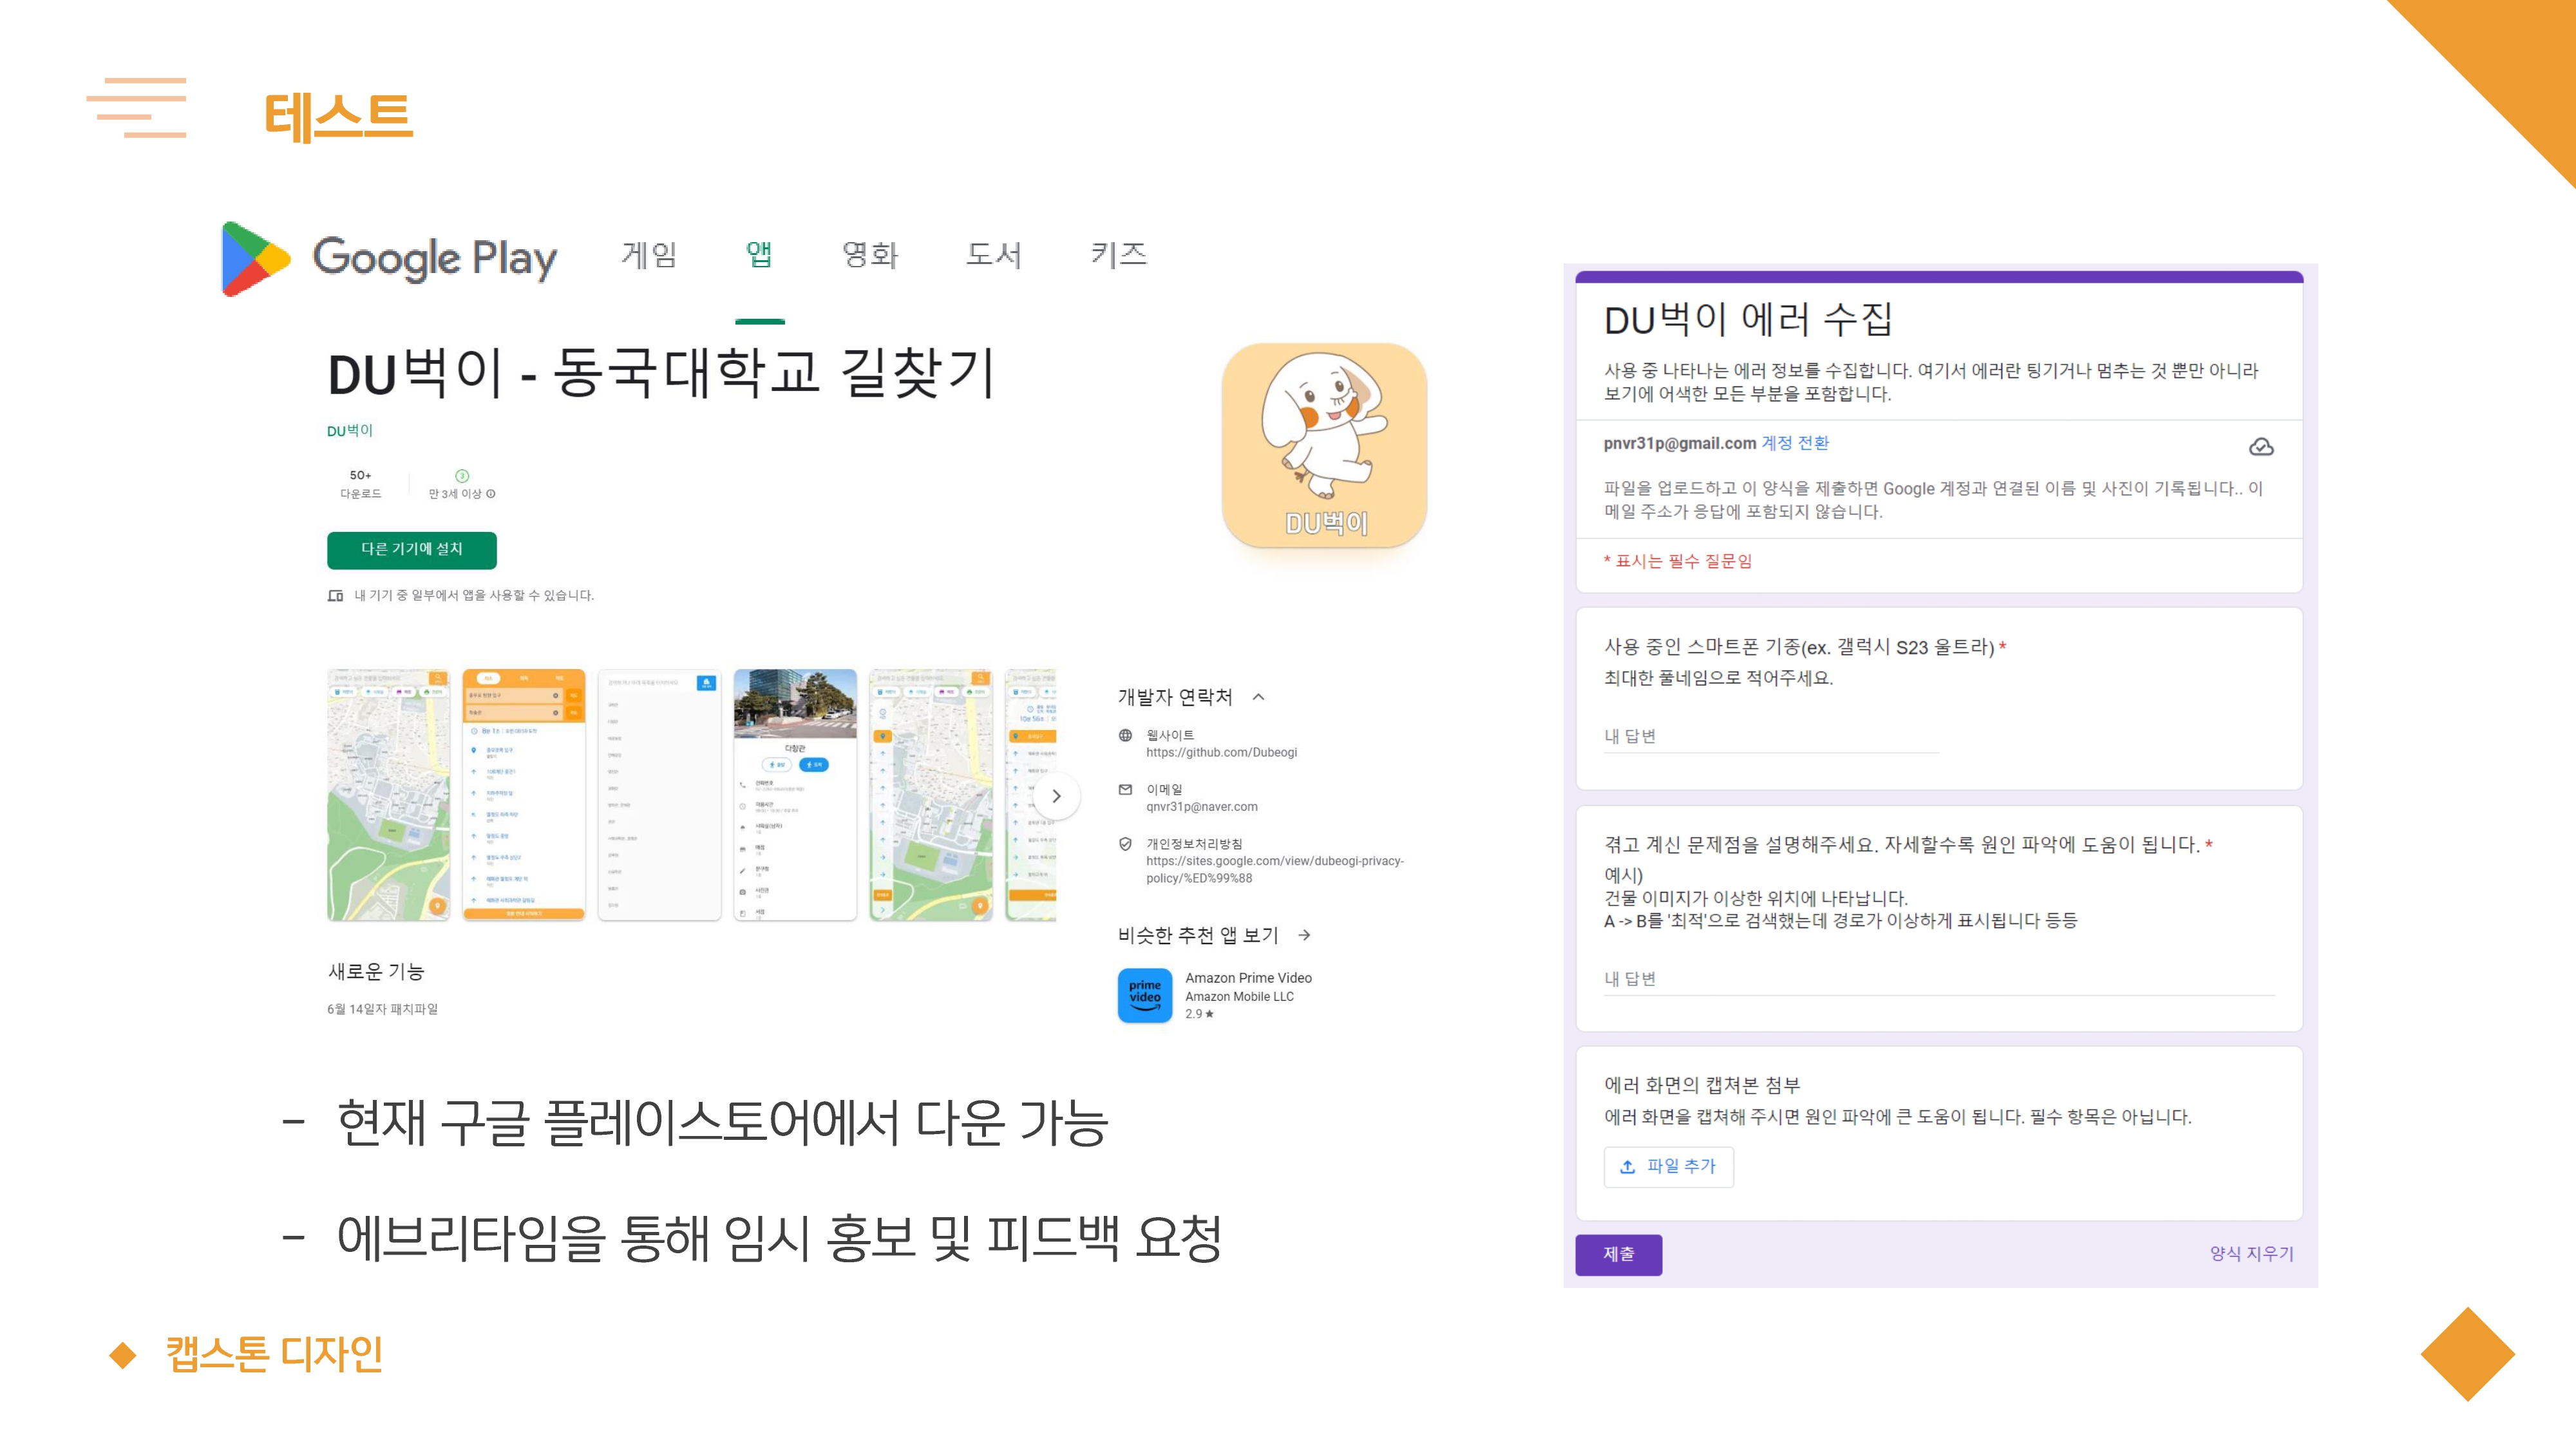 테스트
Google Play 게임 앱 영화 도서 키즈
DU벅이 - 동국대학교 길찾기
DU벅이
50+
다운로드
3
만 3세 이상
다른 기기에 설치
내 기기 중 일부에서 앱을 사용할 수 있습니다.
DU벅이
다향관
개발자 연락처
웹사이트
https://github.com/Dubeogi
이메일
qnvr31p@naver.com
개인정보처리방침
https://sites.google.com/view/dubeogi-privacy-
policy/%ED%99%88
비슷한 추천 앱 보기
prime
video
Amazon Prime Video
Amazon Mobile LLC
2.9★
새로운 기능
6월 14일자 패치파일
- 현재 구글 플레이스토어에서 다운 가능
- 에브리타임을 통해 임시 홍보 및 피드백 요청
DU벅이 에러 수집
사용 중 나타나는 에러 정보를 수집합니다. 여기서 에러란 팅기거나 멈추는 것 뿐만 아니라
보기에 어색한 모든 부분을 포함합니다.
pnvr31p@gmail.com 계정 전환
파일을 업로드하고 이 양식을 제출하면 Google 계정과 연결된 이름 및 사진이 기록됩니다.. 이
메일 주소가 응답에 포함되지 않습니다.
* 표시는 필수 질문임
사용 중인 스마트폰 기종(ex. 갤럭시 S23 울트라) *
최대한 풀네임으로 적어주세요.
내 답변
겪고 계신 문제점을 설명해주세요. 자세할수록 원인 파악에 도움이 됩니다. *
예시)
건물 이미지가 이상한 위치에 나타납니다.
A -> B를 '최적'으로 검색했는데 경로가 이상하게 표시됩니다 등등
내 답변
에러 화면의 캡쳐본 첨부
에러 화면을 캡쳐해 주시면 원인 파악에 큰 도움이 됩니다. 필수 항목은 아닙니다.
파일 추가
제출
양식 지우기
캡스톤 디자인